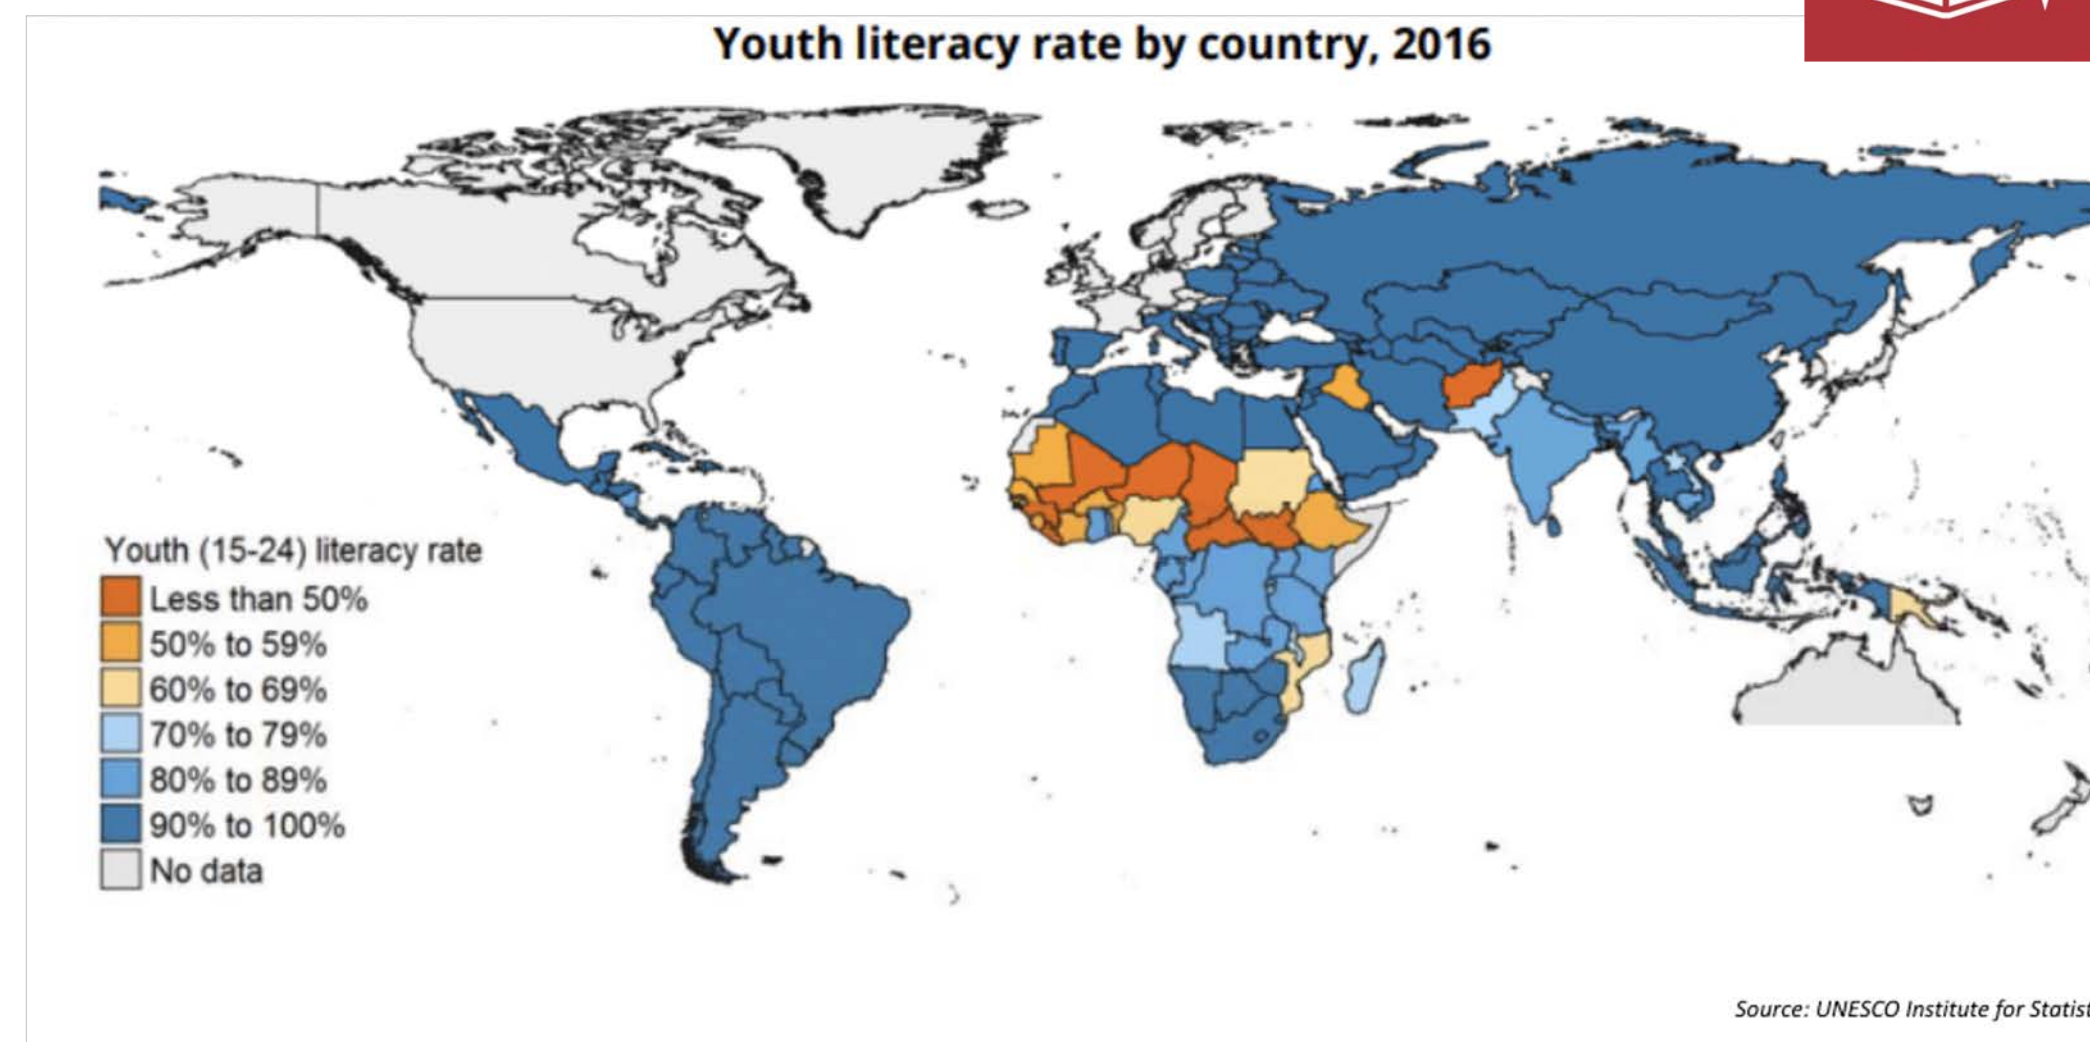 Youth literacy rate by country, 2016
Youth (15-24) literacy rate
Less than 50%
50% to 59%
60% to 69%
70% to 79%
80% to 89%
90% to 100%
No data
Source: UNESCO Institute for Statist